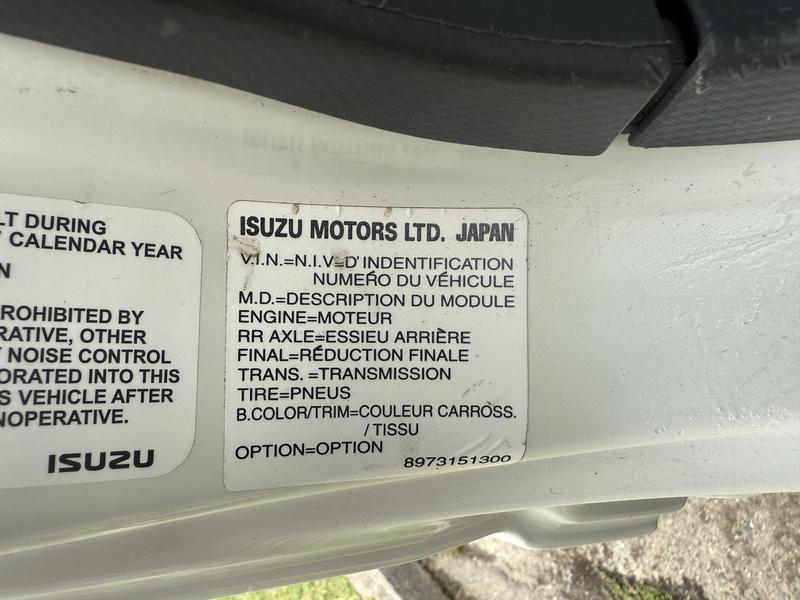 LT DURING
CALENDAR YEAR
N
ROHIBITED BY
RATIVE, OTHER
NOISE CONTROL
ORATED INTO THIS
S VEHICLE AFTER
NOPERATIVE.
ISUZU
ISUZU MOTORS LTD. JAPAN
V.I.N.=N.I.V=D'INDENTIFICATION
NUMERO DU VÉHICULE
M.D.=DESCRIPTION DU MODULE
ENGINE=MOTEUR
RR AXLE=ESSIEU ARRIÈRE
FINAL=RÉDUCTION FINALE
TRANS.=TRANSMISSION
TIRE=PNEUS
B.COLOR/TRIM=COULEUR CARROSS.
/TISSU
OPTION=OPTION
8973151300